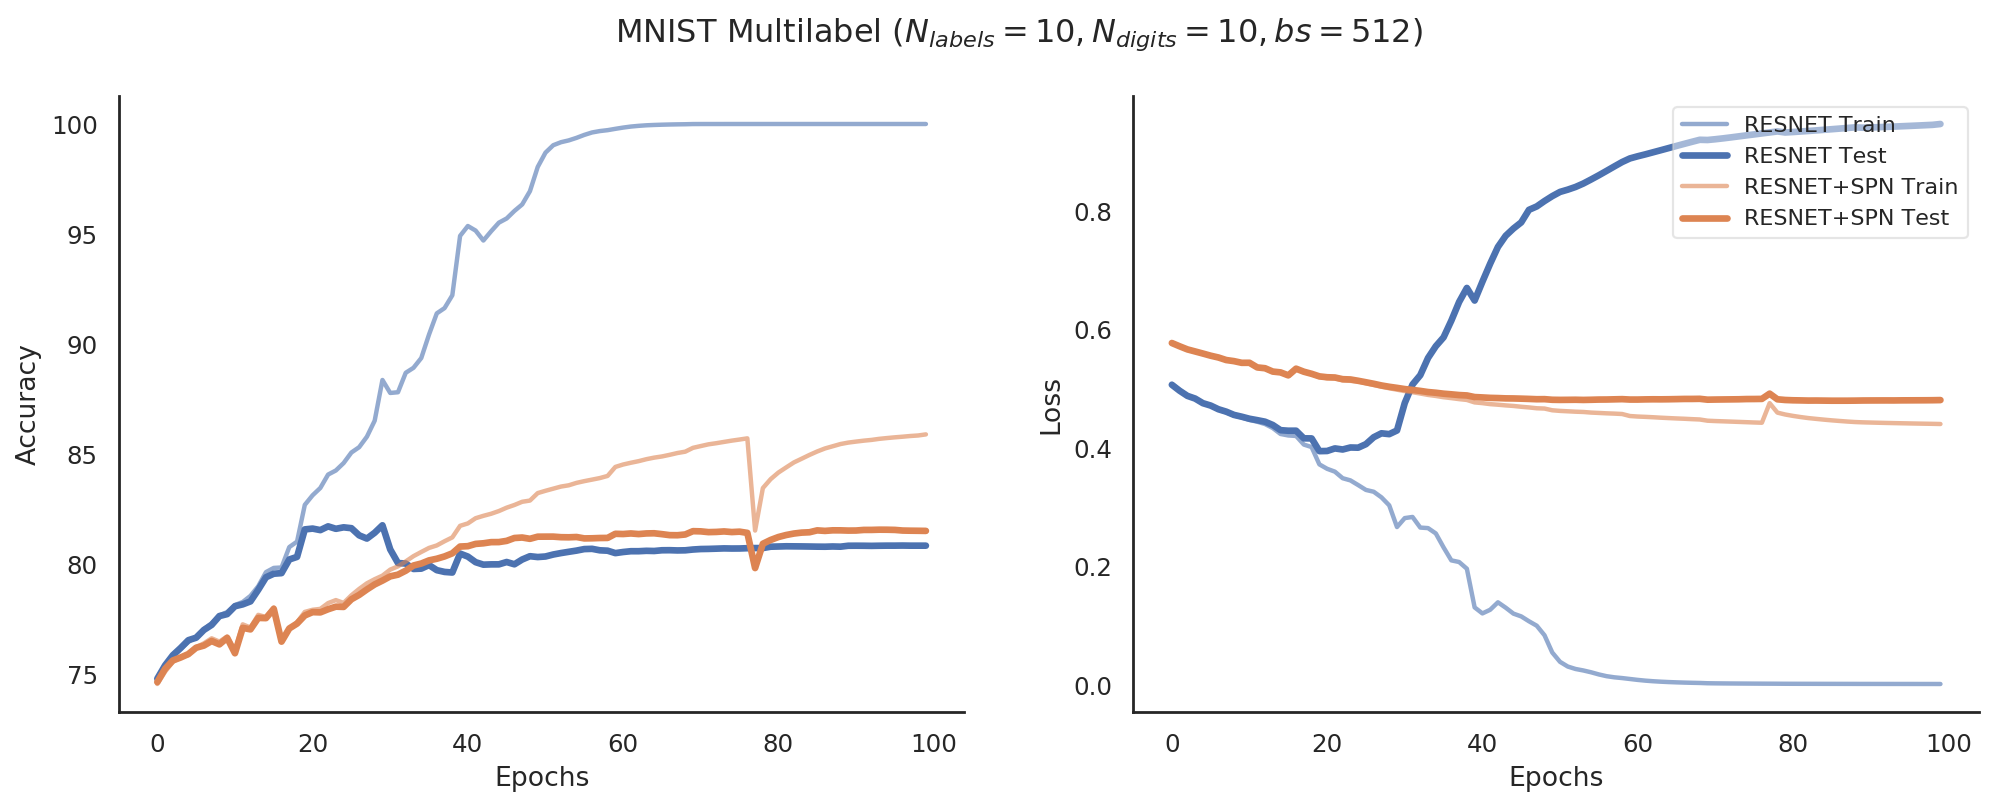 MNIST Multilabel (N_labels = 10, N_digits = 10, bs = 512)
Accuracy
100
95
90
85
80
75
0 20 40 60 80 100
Epochs
Loss
0.8
0.6
0.4
0.2
0.0
0 20 40 60 80 100
Epochs
RESNET Train
RESNET Test
RESNET+SPN Train
RESNET+SPN Test